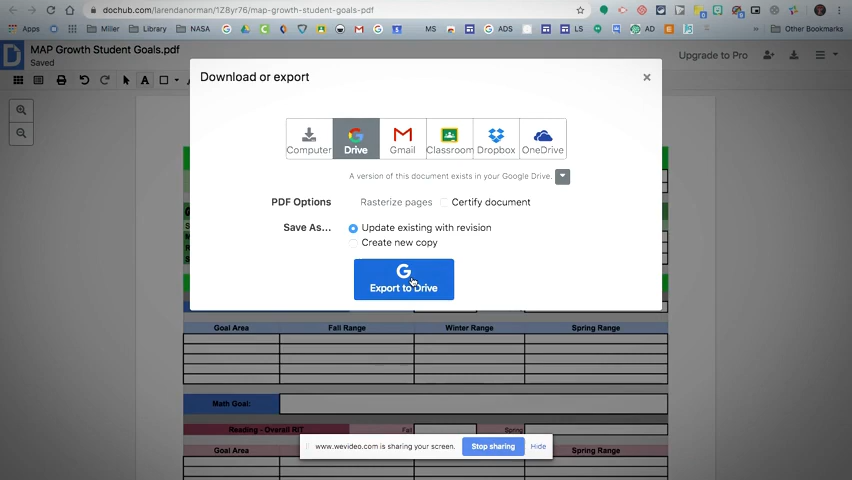 dochub.com/larendanorman/1Z8yr76/map-growth-student-goals-pdf
Apps Miller Library NASA MS ADS LS AD Other Bookmarks
MAP Growth Student Goals.pdf
Saved
Upgrade to Pro
Download or export
Computer Drive Gmail Classroom Dropbox OneDrive
A version of this document exists in your Google Drive.
PDF Options Rasterize pages Certify document
Save As... Update existing with revision
Create new copy
Export to Drive
Goal Area Fall Range Winter Range Spring Range
Math Goal:
Reading - Overall RIT Fall Spring
www.wevideo.com is sharing your screen. Stop sharing Hide
Goal Area Spring Range